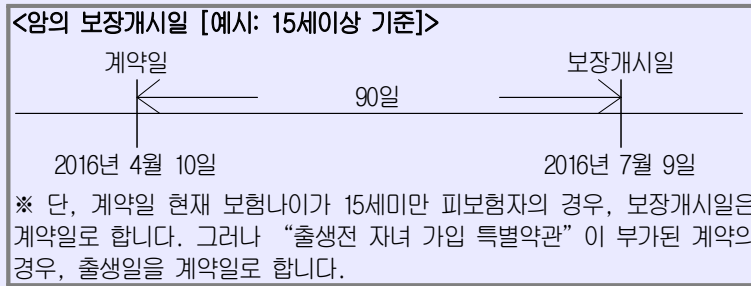 <암의 보장개시일 [예시: 15세이상 기준]>
계약일 보장개시일
90일
2016년 4월 10일 2016년 7월 9일
※ 단, 계약일 현재 보험나이가 15세미만 피보험자의 경우, 보장개시일은
계약일로 합니다. 그러나 “출생전 자녀 가입 특별약관”이 부가된 계약의
경우, 출생일을 계약일로 합니다.